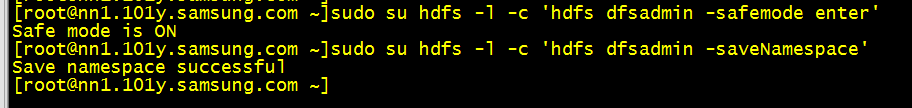 [root@nn1.101y.samsung.com ~]sudo su hdfs -l -c 'hdfs dfsadmin -safemode enter'
Safe mode is ON
[root@nn1.101y.samsung.com ~]sudo su hdfs -l -c 'hdfs dfsadmin -saveNamespace'
Save namespace successful
[root@nn1.101y.samsung.com ~]